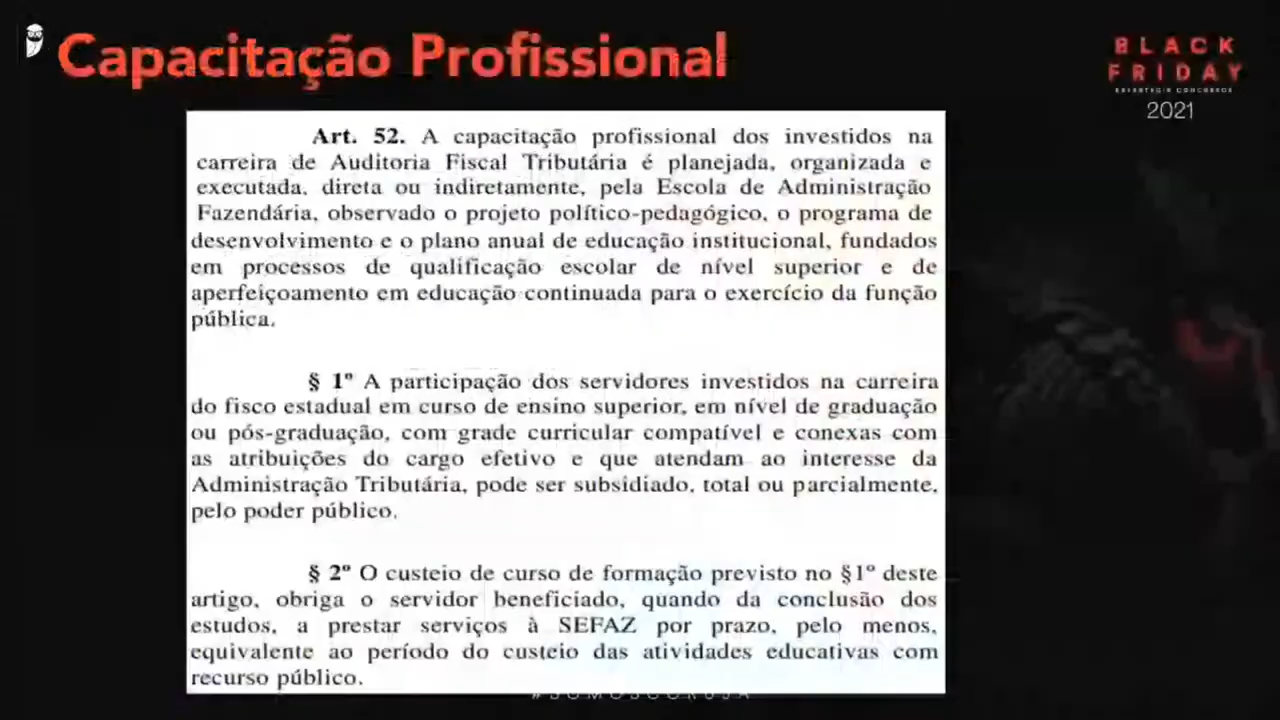 Capacitação Profissional
BLACK
FRIDAY
ESTRATÉGIA CONCURSOS
2021
Art. 52. A capacitação profissional dos investidos na
carreira de Auditoria Fiscal Tributária é planejada, organizada e
executada, direta ou indiretamente, pela Escola de Administração
Fazendária, observado o projeto político-pedagógico, o programa de
desenvolvimento e o plano anual de educação institucional, fundados
em processos de qualificação escolar de nível superior e de
aperfeiçoamento em educação continuada para o exercício da função
pública.
§ 1º A participação dos servidores investidos na carreira
do fisco estadual em curso de ensino superior, em nível de graduação
ou pós-graduação, com grade curricular compatível e conexas com
as atribuições do cargo efetivo e que atendam ao interesse da
Administração Tributária, pode ser subsidiado, total ou parcialmente,
pelo poder público.
§ 2º O custeio de curso de formação previsto no §1º deste
artigo, obriga o servidor beneficiado, quando da conclusão dos
estudos, a prestar serviços à SEFAZ por prazo, pelo menos,
equivalente ao período do custeio das atividades educativas com
recurso público.